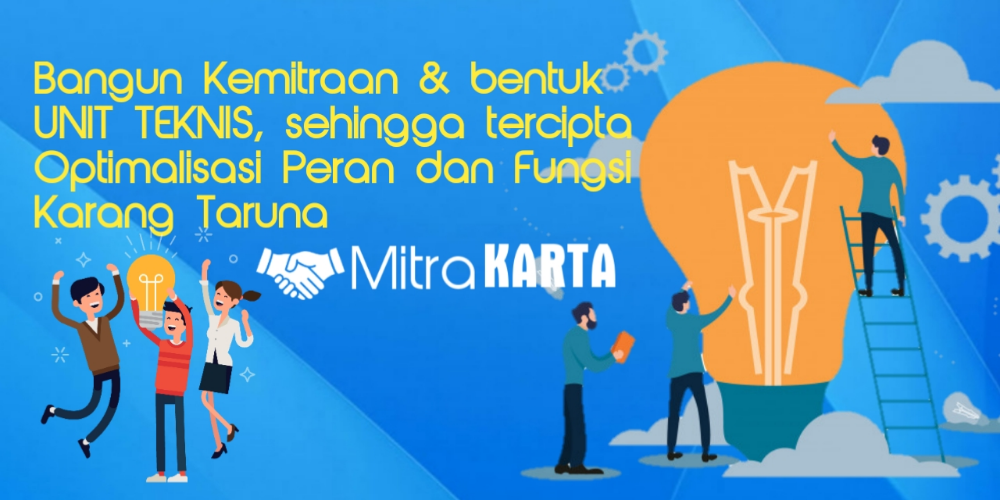 Bangun Kemitraan & bentuk
UNIT TEKNIS, sehingga tercipta
Optimalisasi Peran dan Fungsi
Karang Taruna
Mitra KARTA